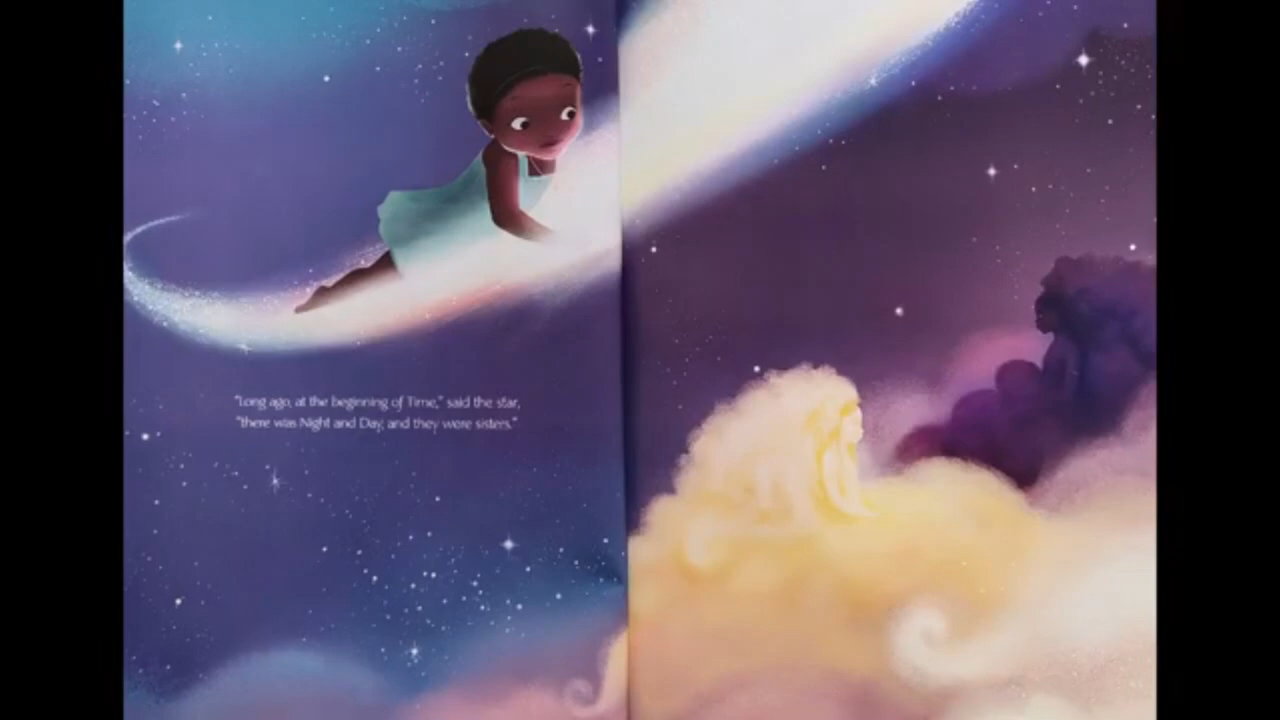 "Long ago, at the beginning of Time," said the star,
"there was Night and Day, and they were sisters."